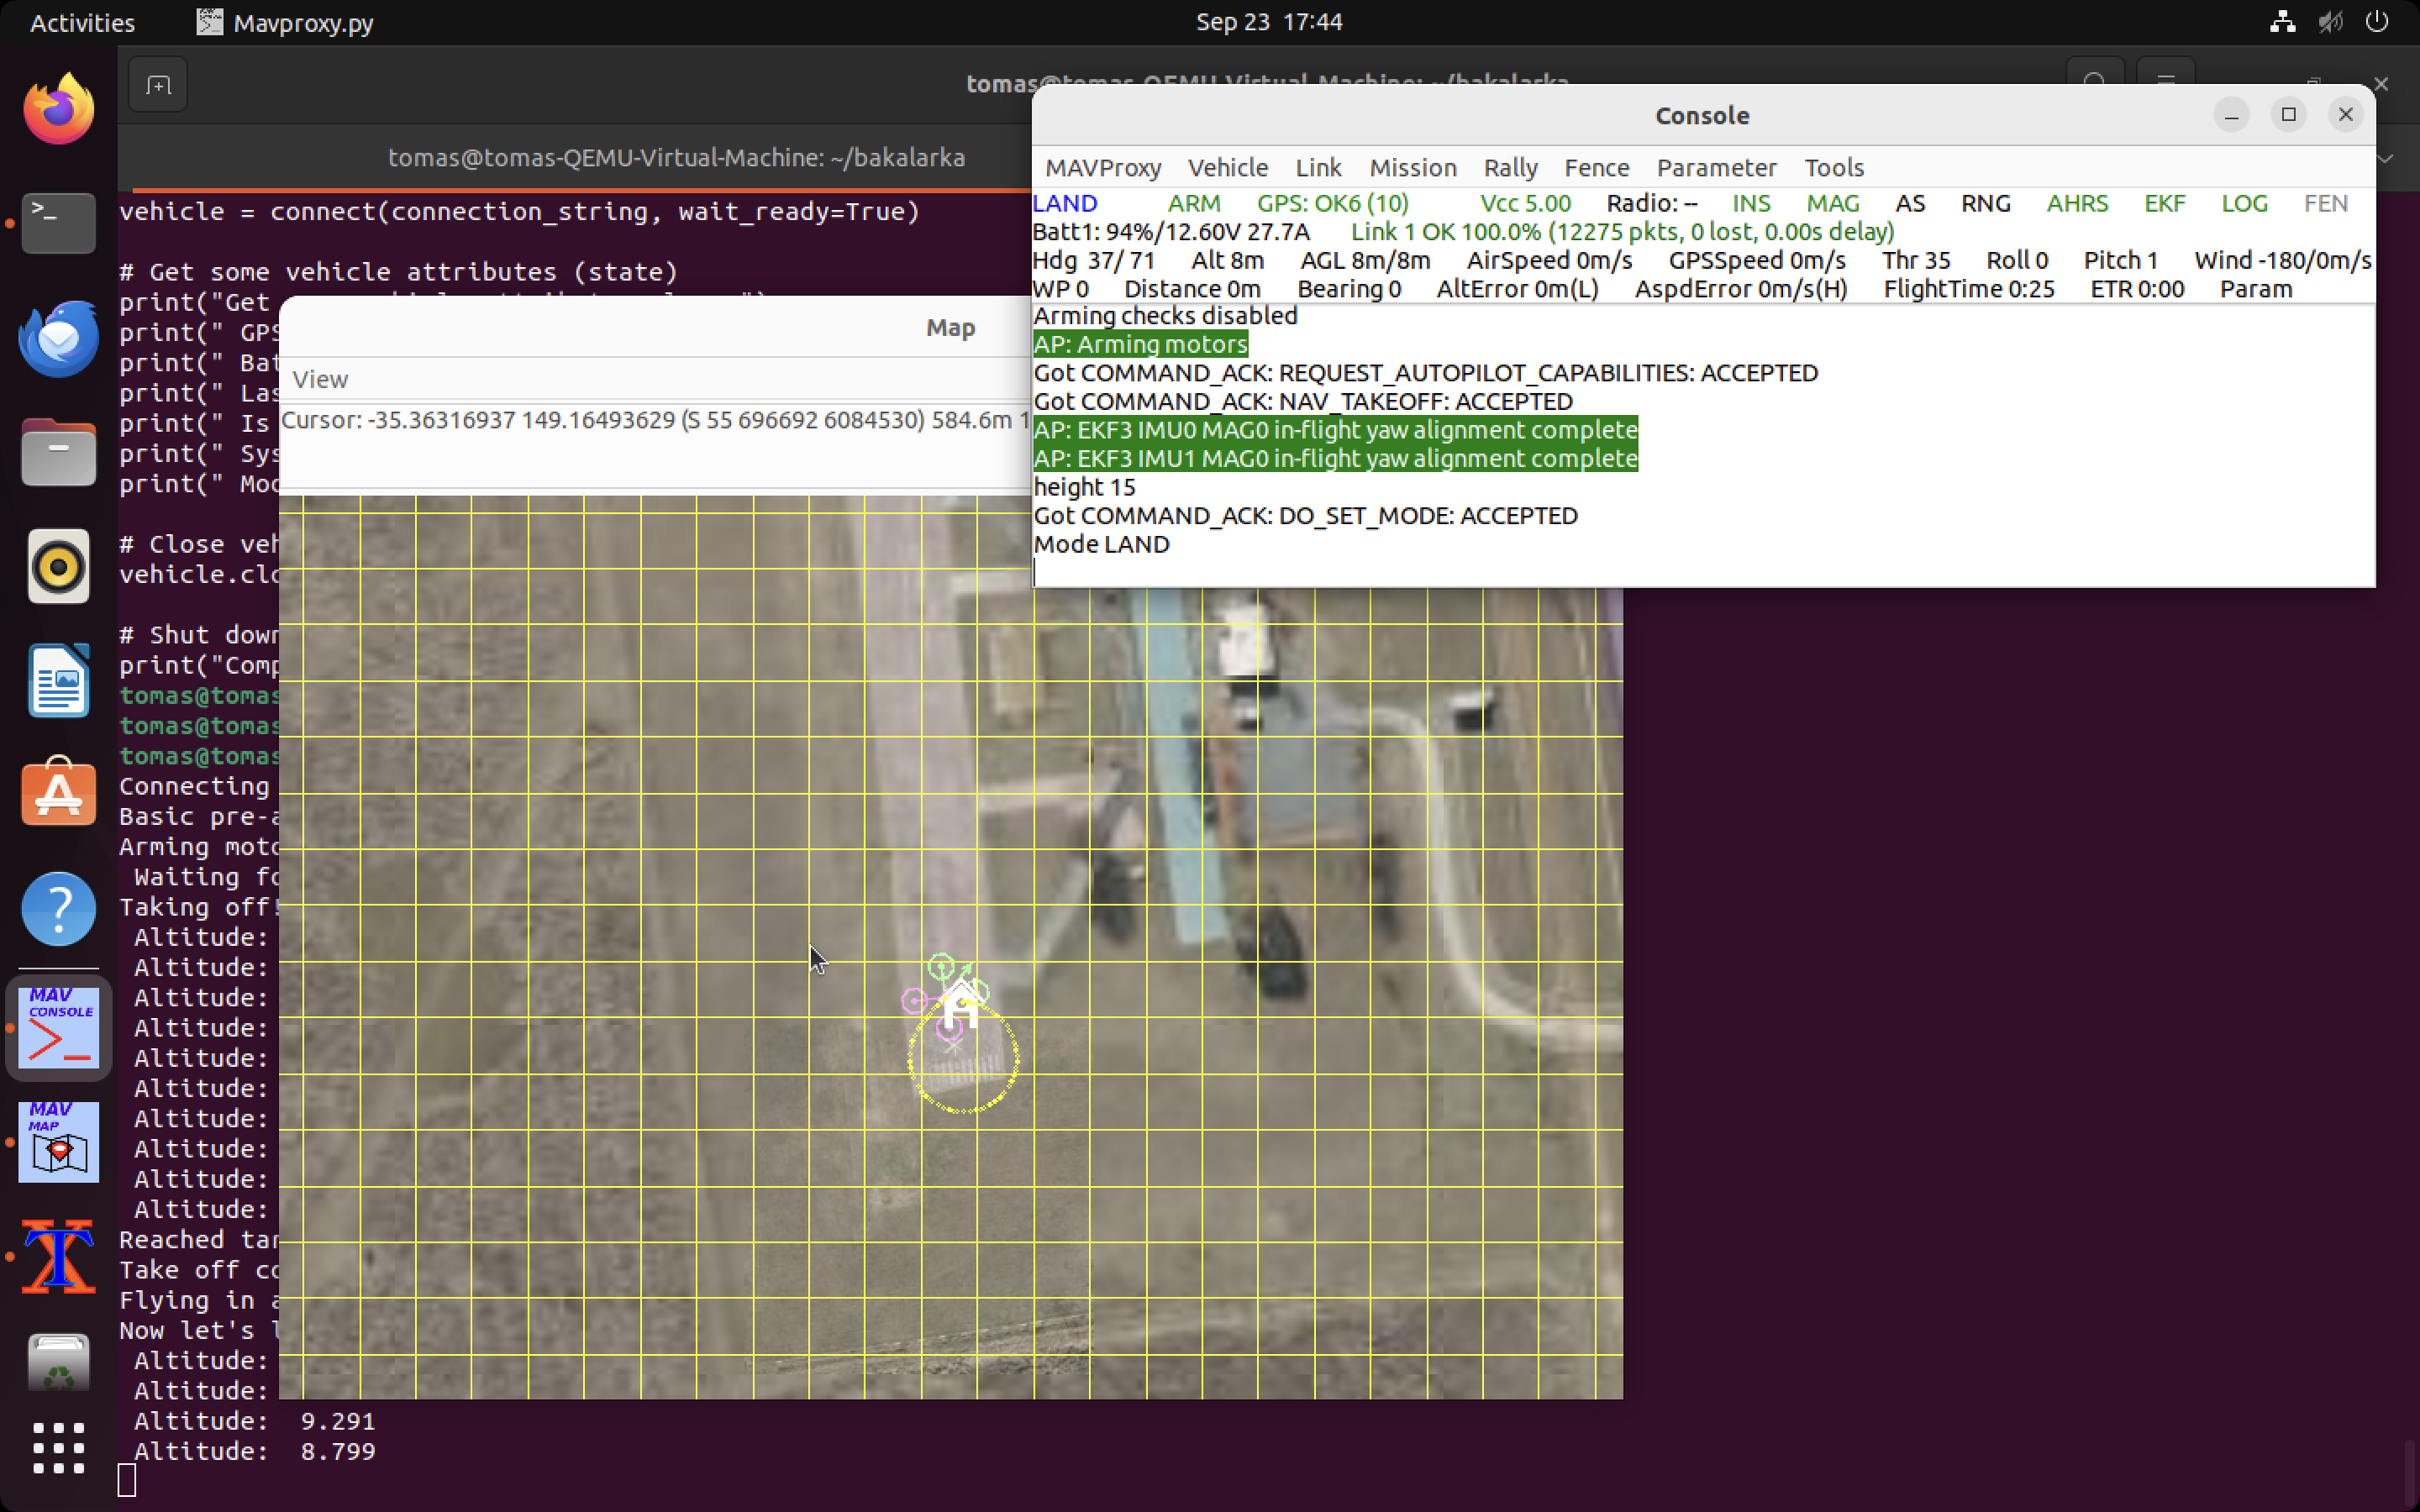 Activities Mavproxy.py Sep 23 17:44
tomas@tomas-QEMU-Virtual-Machine: ~/bakalarka
tomas@tomas-QEMU-Virtual-Machine: ~/bakalarka
vehicle = connect(connection_string, wait_ready=True)
# Get some vehicle attributes (state)
print("Get
print(" GPS
print(" Bat
print(" Las
print(" Is
print(" Sys
print(" Mod
# Close veh
vehicle.clo
# Shut down
print("Comp
tomas@tomas
tomas@tomas
tomas@tomas
Connecting
Basic pre-a
Arming moto
Waiting fo
Taking off!
Altitude:
Altitude:
Altitude:
Altitude:
Altitude:
Altitude:
Altitude:
Altitude:
Altitude:
Altitude:
Reached tar
Take off co
Flying in a
Now let's l
Altitude:
Altitude:
Altitude: 9.291
Altitude: 8.799
Map
View
Cursor: -35.36316937 149.16493629 (S 55 696692 6084530) 584.6m 1
Console
MAVProxy Vehicle Link Mission Rally Fence Parameter Tools
LAND ARM GPS: OK6 (10) Vcc 5.00 Radio: -- INS MAG AS RNG AHRS EKF LOG FEN
Batt1: 94%/12.60V 27.7A Link 1 OK 100.0% (12275 pkts, 0 lost, 0.00s delay)
Hdg 37/ 71 Alt 8m AGL 8m/8m AirSpeed 0m/s GPSSpeed 0m/s Thr 35 Roll 0 Pitch 1 Wind -180/0m/s
WP 0 Distance 0m Bearing 0 AltError 0m(L) AspdError 0m/s(H) FlightTime 0:25 ETR 0:00 Param
Arming checks disabled
AP: Arming motors
Got COMMAND_ACK: REQUEST_AUTOPILOT_CAPABILITIES: ACCEPTED
Got COMMAND_ACK: NAV_TAKEOFF: ACCEPTED
AP: EKF3 IMU0 MAG0 in-flight yaw alignment complete
AP: EKF3 IMU1 MAG0 in-flight yaw alignment complete
height 15
Got COMMAND_ACK: DO_SET_MODE: ACCEPTED
Mode LAND
MAV
CONSOLE
MAV
MAP